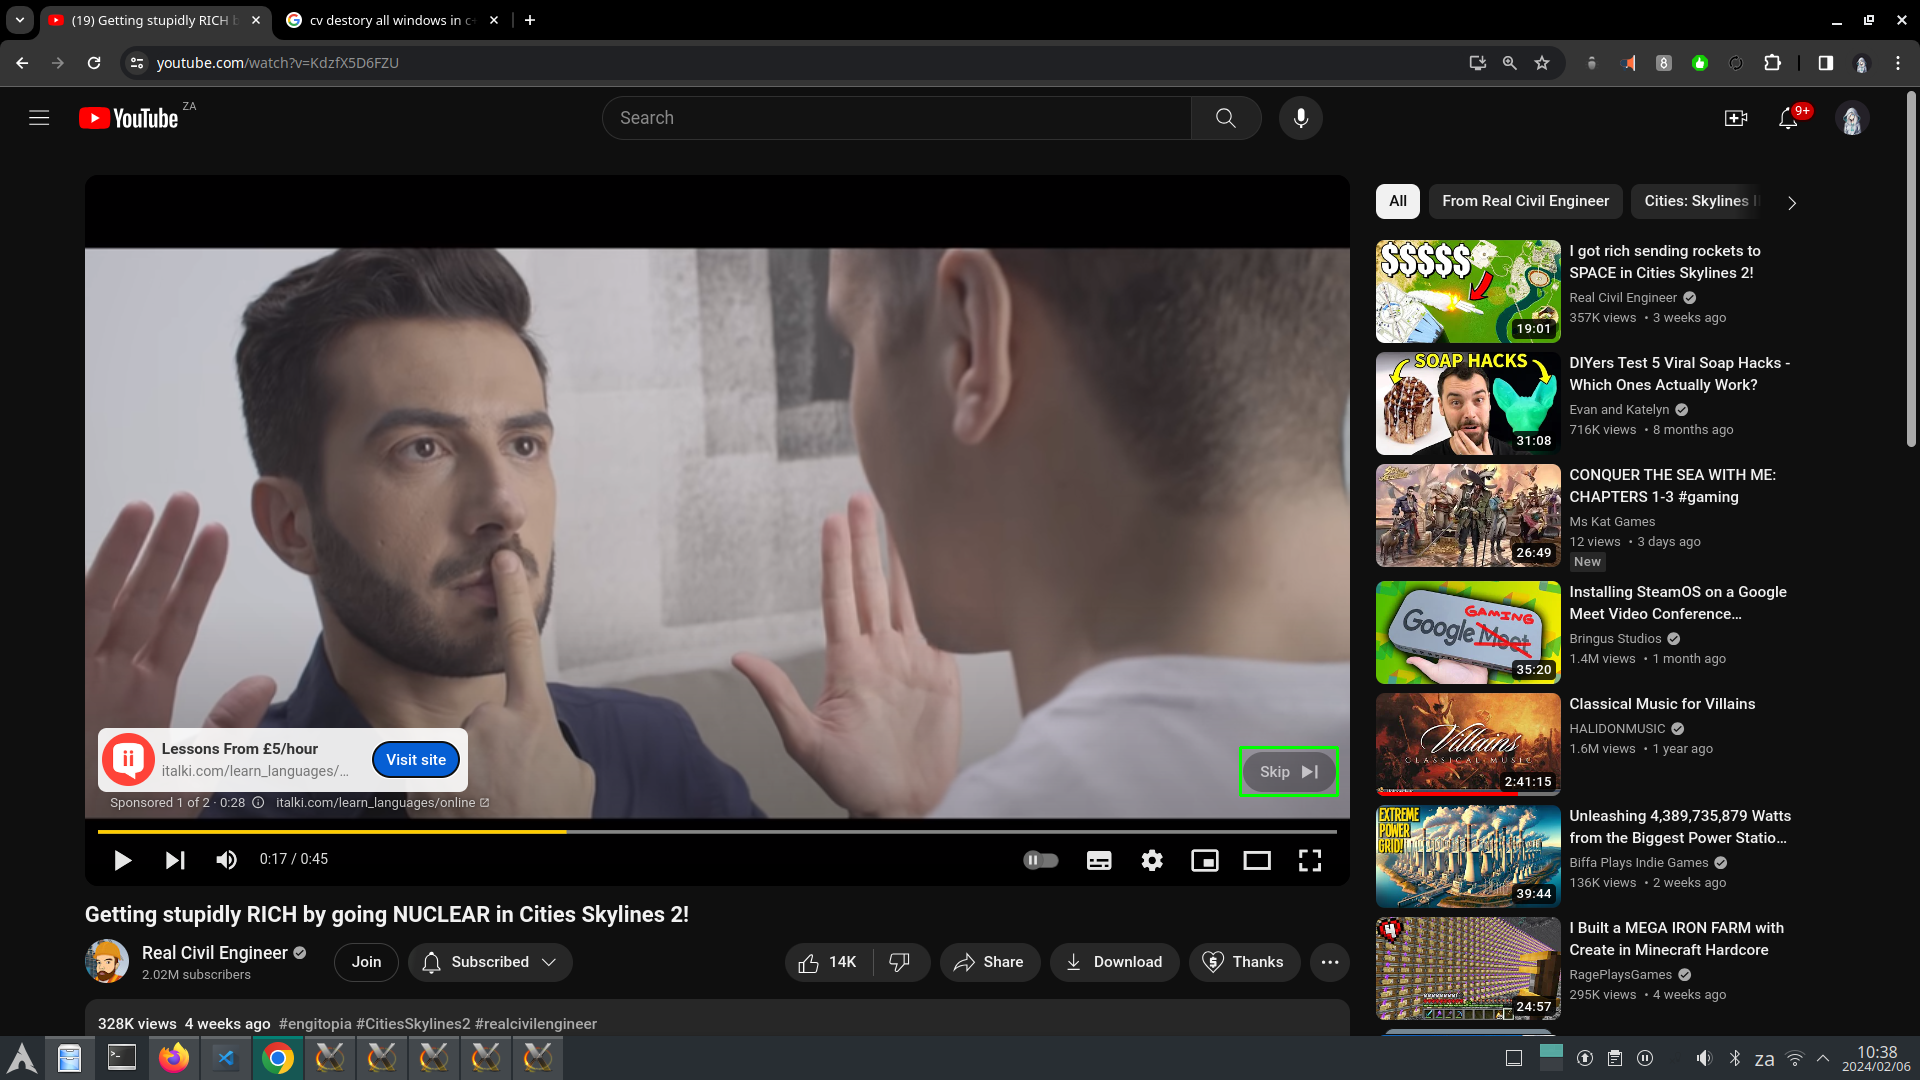 (19) Getting stupidly RICH b
cv destory all windows in c
youtube.com/watch?v=KdzfX5D6FZU
8
YouTube ZA
Search
9+
All
From Real Civil Engineer
Cities: Skylines II
$$$$$
19:01
I got rich sending rockets to
SPACE in Cities Skylines 2!
Real Civil Engineer
357K views • 3 weeks ago
SOAP HACKS
31:08
DIYers Test 5 Viral Soap Hacks -
Which Ones Actually Work?
Evan and Katelyn
716K views • 8 months ago
26:49
CONQUER THE SEA WITH ME:
CHAPTERS 1-3 #gaming
Ms Kat Games
12 views • 3 days ago
New
GAMING
Google Meet
35:20
Installing SteamOS on a Google
Meet Video Conference…
Bringus Studios
1.4M views • 1 month ago
Villains
CLASSICAL MUSIC
2:41:15
Classical Music for Villains
HALIDONMUSIC
1.6M views • 1 year ago
EXTREME
POWER
GRID!
39:44
Unleashing 4,389,735,879 Watts
from the Biggest Power Statio…
Biffa Plays Indie Games
136K views • 2 weeks ago
24:57
I Built a MEGA IRON FARM with
Create in Minecraft Hardcore
RagePlaysGames
295K views • 4 weeks ago
Lessons From £5/hour
italki.com/learn_languages/…
Visit site
Sponsored 1 of 2 · 0:28
italki.com/learn_languages/online
Skip
0:17 / 0:45
Getting stupidly RICH by going NUCLEAR in Cities Skylines 2!
Real Civil Engineer
2.02M subscribers
Join
Subscribed
14K
Share
Download
Thanks
328K views 4 weeks ago #engitopia #CitiesSkylines2 #realcivilengineer
za
10:38
2024/02/06